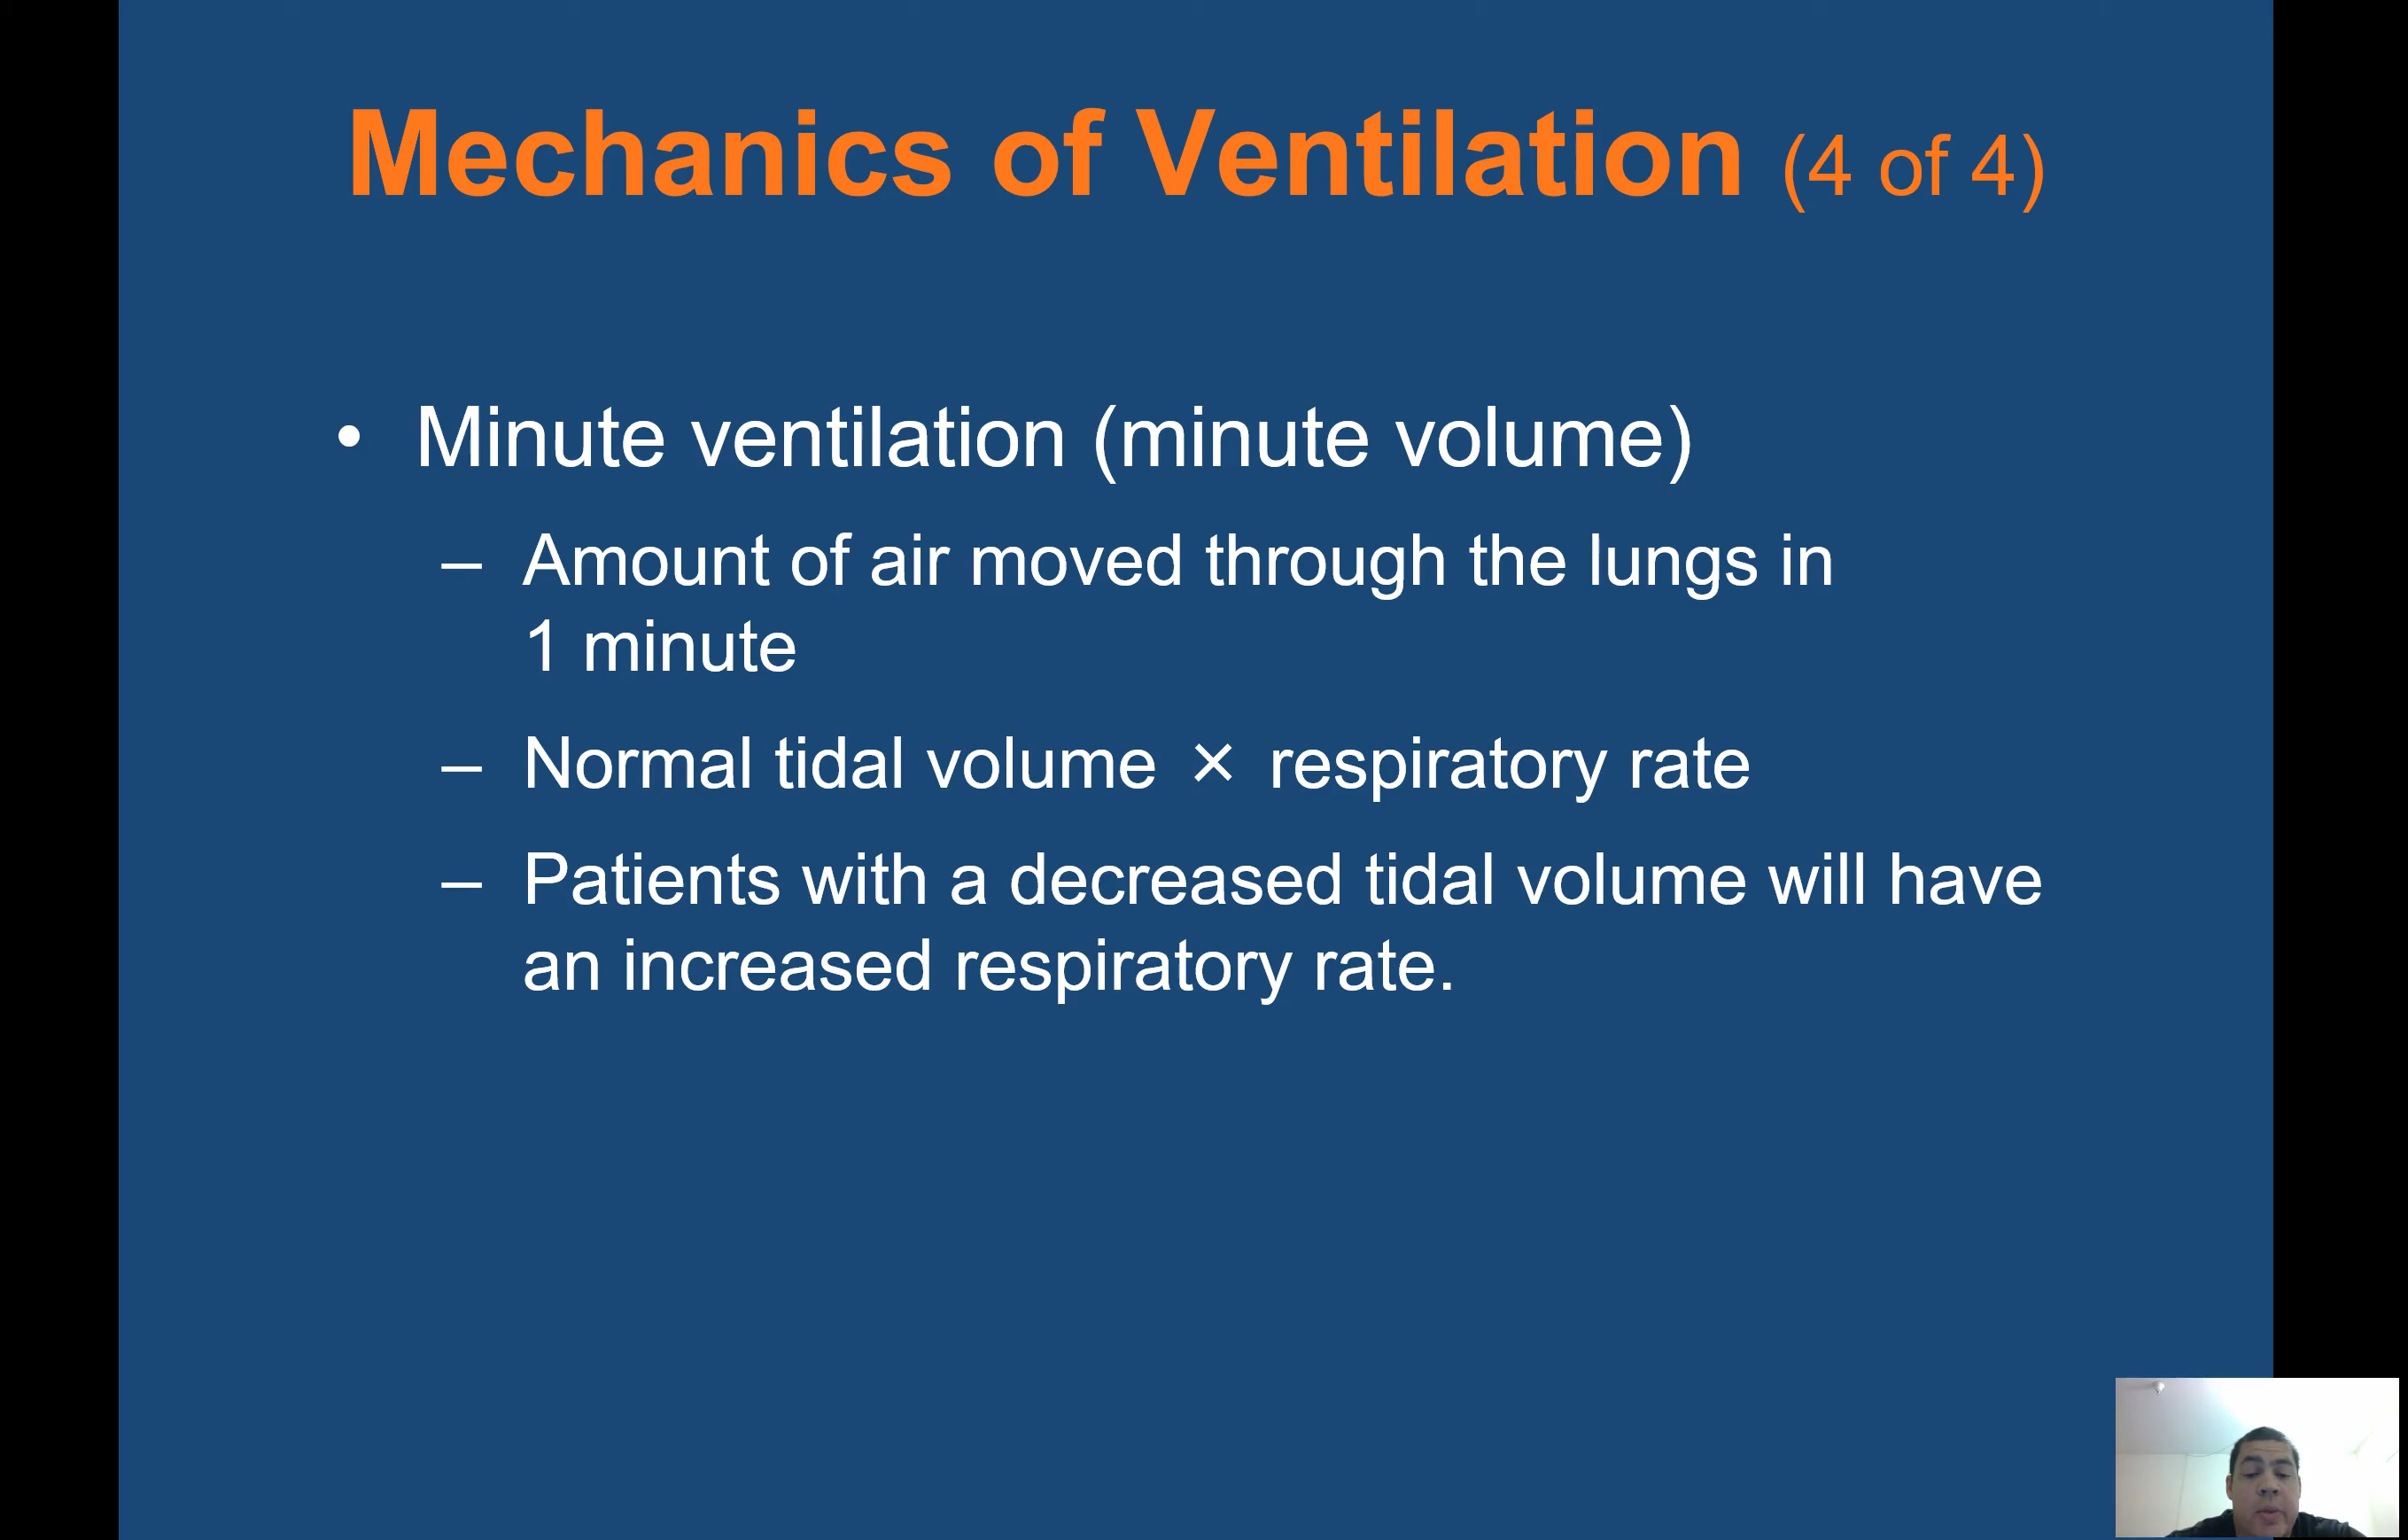 Mechanics of Ventilation (4 of 4)
• Minute ventilation (minute volume)
– Amount of air moved through the lungs in
1 minute
– Normal tidal volume × respiratory rate
– Patients with a decreased tidal volume will have
an increased respiratory rate.